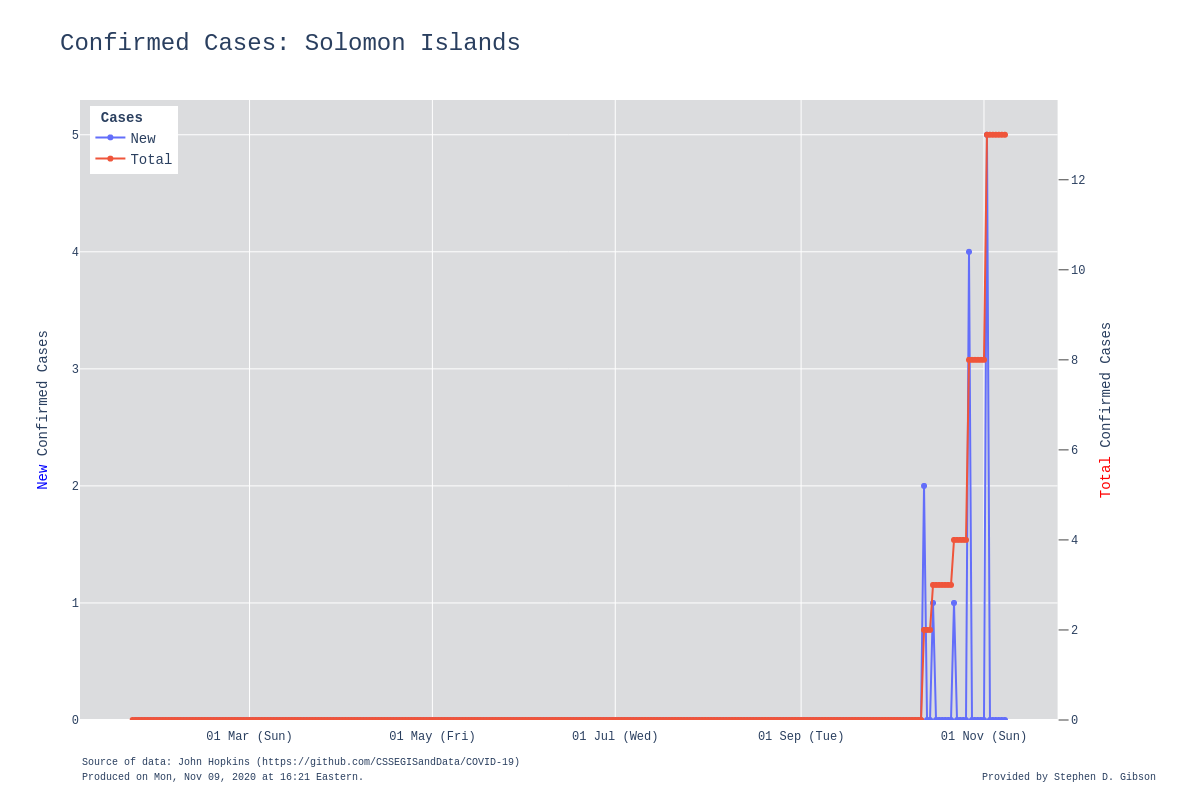 Confirmed Cases: Solomon Islands
Cases
New
Total
5
4
3
2
1
0
New Confirmed Cases
12
10
8
6
4
2
0
Total Confirmed Cases
01 Mar (Sun)
01 May (Fri)
01 Jul (Wed)
01 Sep (Tue)
01 Nov (Sun)
Source of data: John Hopkins (https://github.com/CSSEGISandData/COVID-19)
Produced on Mon, Nov 09, 2020 at 16:21 Eastern.
Provided by Stephen D. Gibson